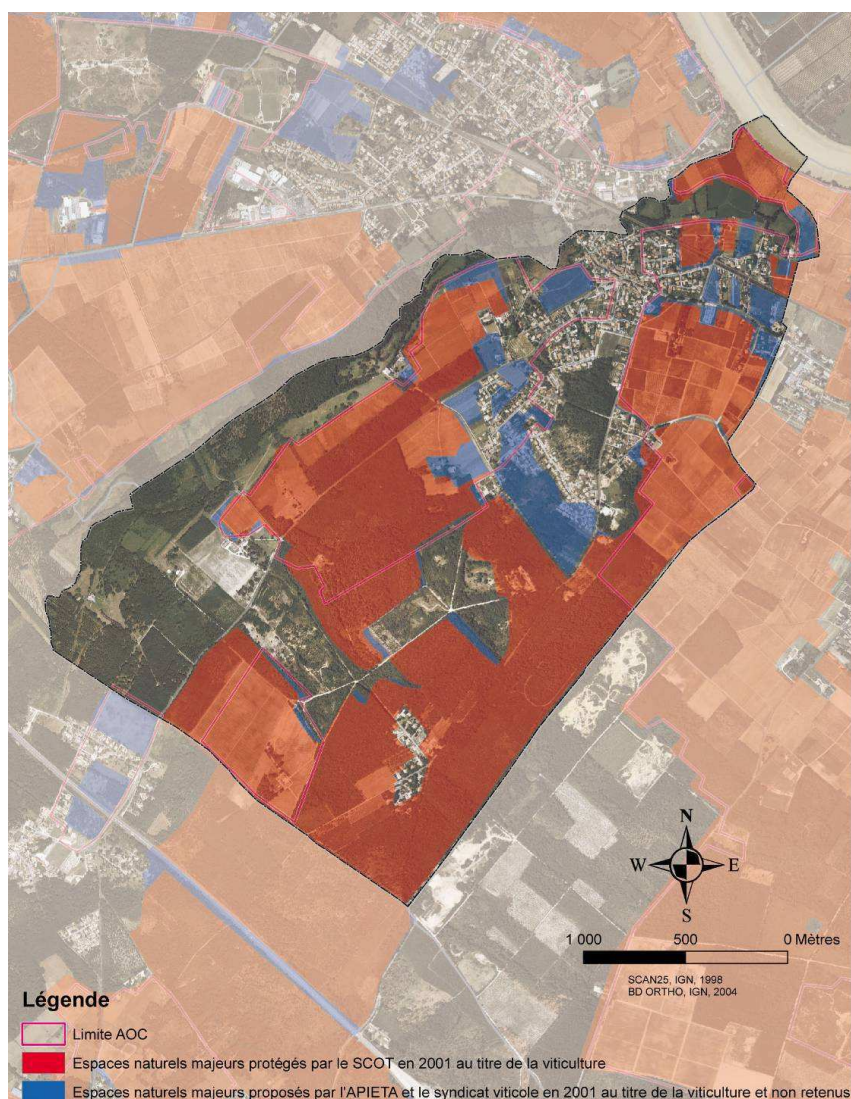 N
W E
S
1 000 500 0 Mètres
SCAN25, IGN, 1998
BD ORTHO, IGN, 2004
Légende
Limite AOC
Espaces naturels majeurs protégés par le SCOT en 2001 au titre de la viticulture
Espaces naturels majeurs proposés par l'APIETA et le syndicat viticole en 2001 au titre de la viticulture et non retenus